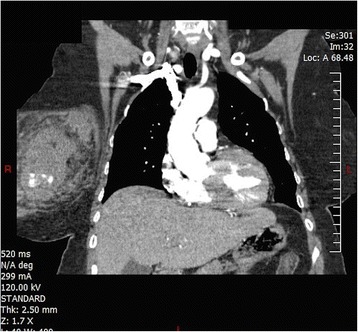 Se:301
Im:32
Loc: A 68.48
R
520 ms
N/A deg
299 mA
120.00 kV
STANDARD
Thk: 2.50 mm
Z: 1.7 X